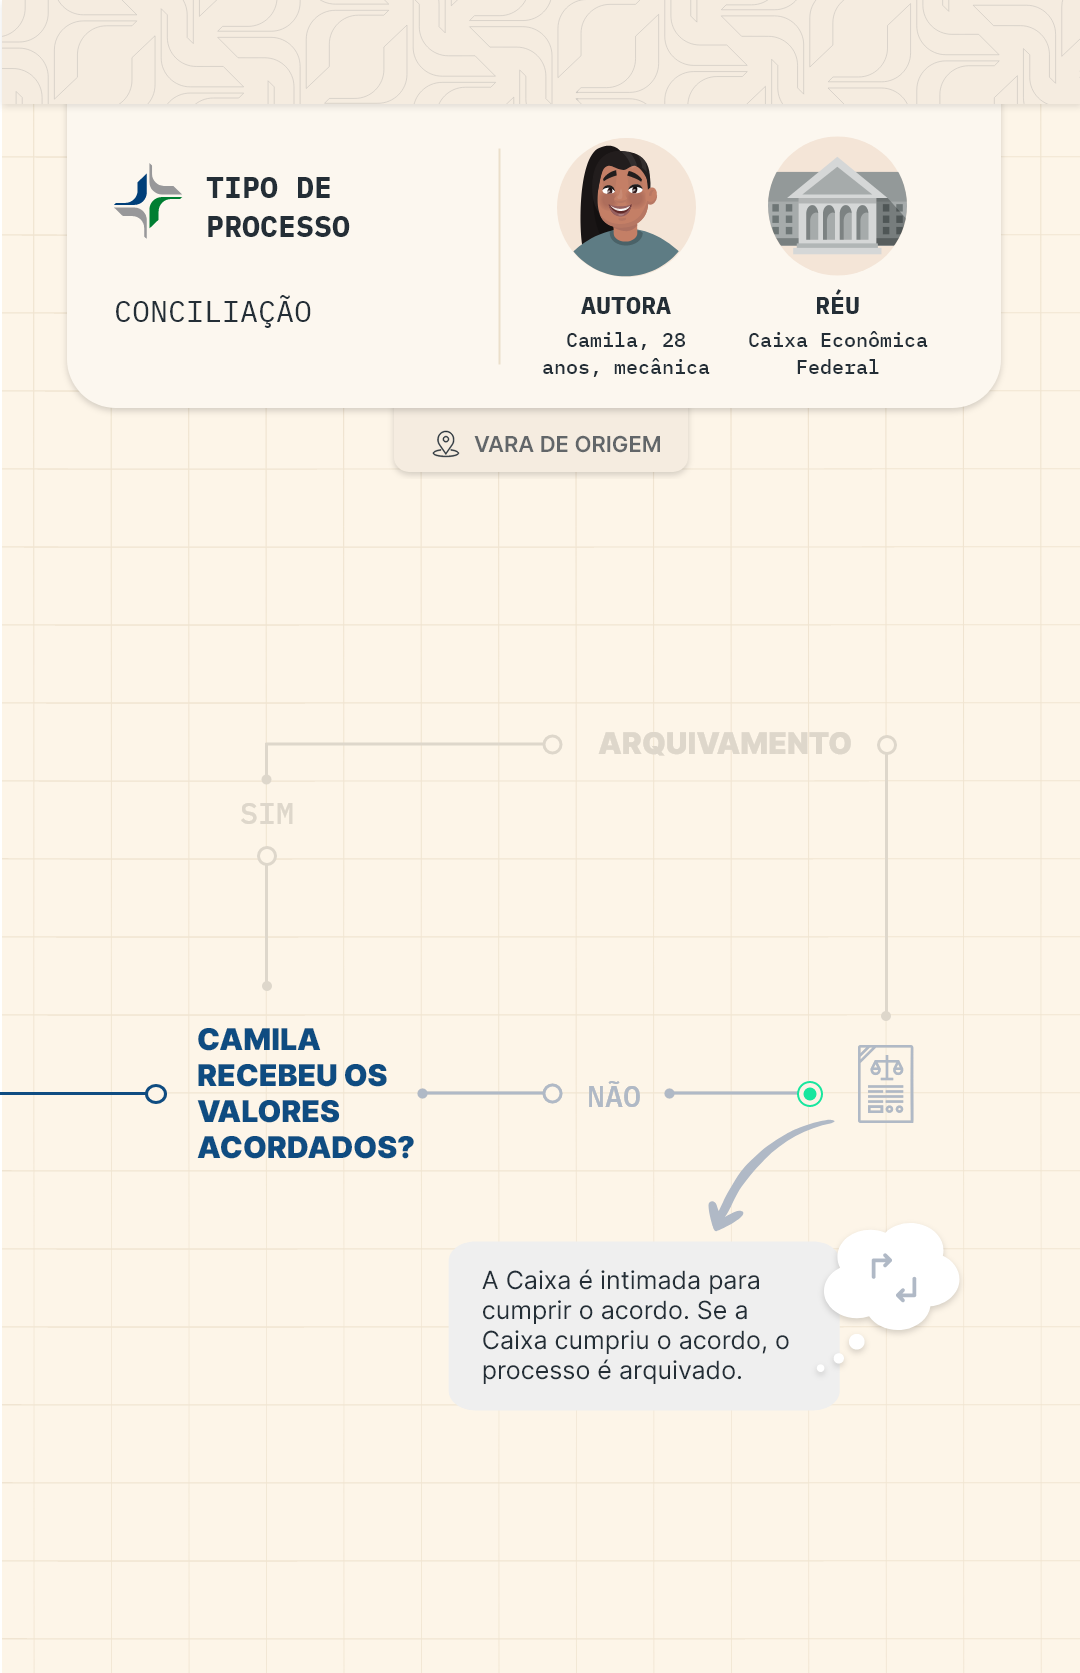 TIPO DE
PROCESSO
CONCILIAÇÃO
AUTORA
Camila, 28
anos, mecânica
RÉU
Caixa Econômica
Federal
VARA DE ORIGEM
ARQUIVAMENTO
SIM
CAMILA
RECEBEU OS
VALORES
ACORDADOS?
NÃO
A Caixa é intimada para
cumprir o acordo. Se a
Caixa cumpriu o acordo, o
processo é arquivado.